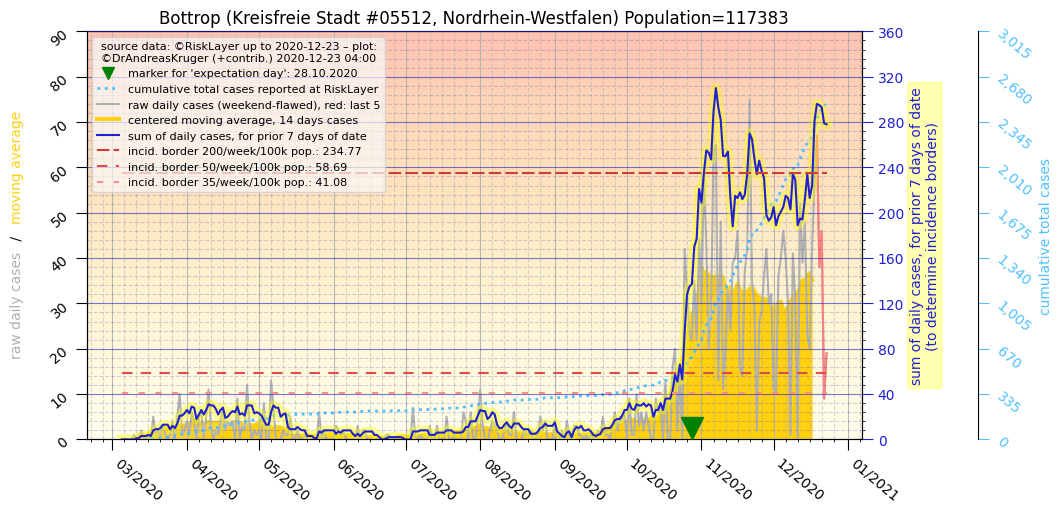 Bottrop (Kreisfreie Stadt #05512, Nordrhein-Westfalen) Population=117383
source data: ©RiskLayer up to 2020-12-23 – plot:
©DrAndreasKruger (+contrib.) 2020-12-23 04:00
marker for 'expectation day': 28.10.2020
cumulative total cases reported at RiskLayer
raw daily cases (weekend-flawed), red: last 5
centered moving average, 14 days cases
sum of daily cases, for prior 7 days of date
incid. border 200/week/100k pop.: 234.77
incid. border 50/week/100k pop.: 58.69
incid. border 35/week/100k pop.: 41.08
raw daily cases / moving average
90
80
70
60
50
40
30
20
10
0
03/2020
04/2020
05/2020
06/2020
07/2020
08/2020
09/2020
10/2020
11/2020
12/2020
01/2021
360
320
280
240
200
160
120
80
40
0
sum of daily cases, for prior 7 days of date
(to determine incidence borders)
3,015
2,680
2,345
2,010
1,675
1,340
1,005
670
335
0
cumulative total cases